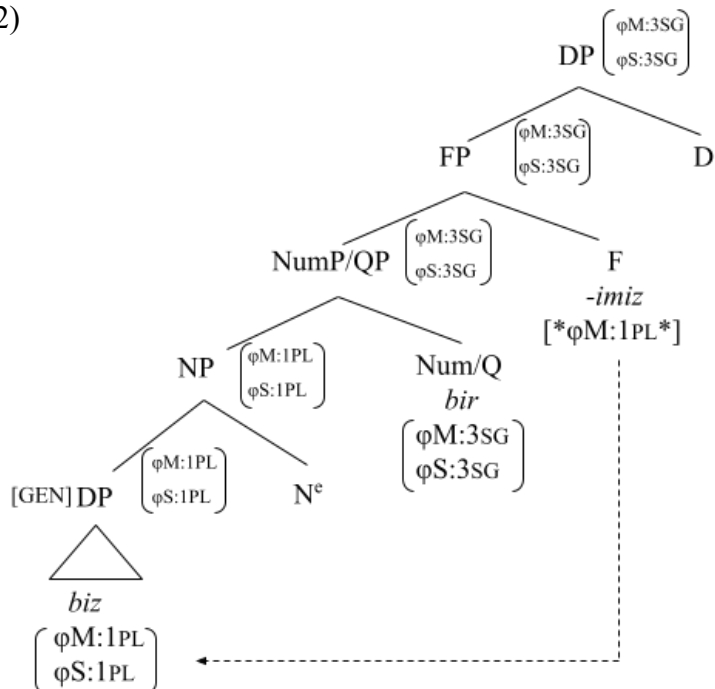 2)
φM:3SG
DP
φS:3SG
φM:3SG
FP
φS:3SG
D
φM:3SG
NumP/QP
φS:3SG
F
-imiz
[*φM:1PL*]
φM:1PL
NP
φS:1PL
Num/Q
bir
φM:3SG
φS:3SG
φM:1PL
[GEN] DP
φS:1PL
Nᵉ
biz
φM:1PL
φS:1PL